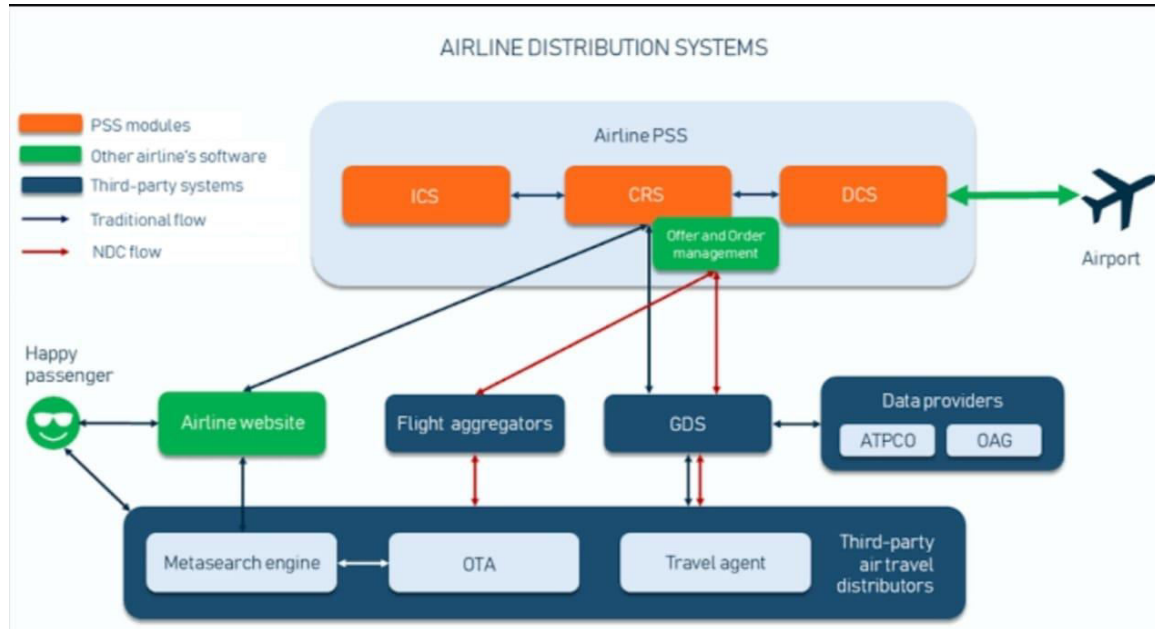 AIRLINE DISTRIBUTION SYSTEMS
PSS modules
Other airline's software
Third-party systems
Traditional flow
NDC flow
Airline PSS
ICS
CRS
DCS
Offer and Order
management
Airport
Happy
passenger
Airline website
Flight aggregators
GDS
Data providers
ATPCO
OAG
Metasearch engine
OTA
Travel agent
Third-party
air travel
distributors